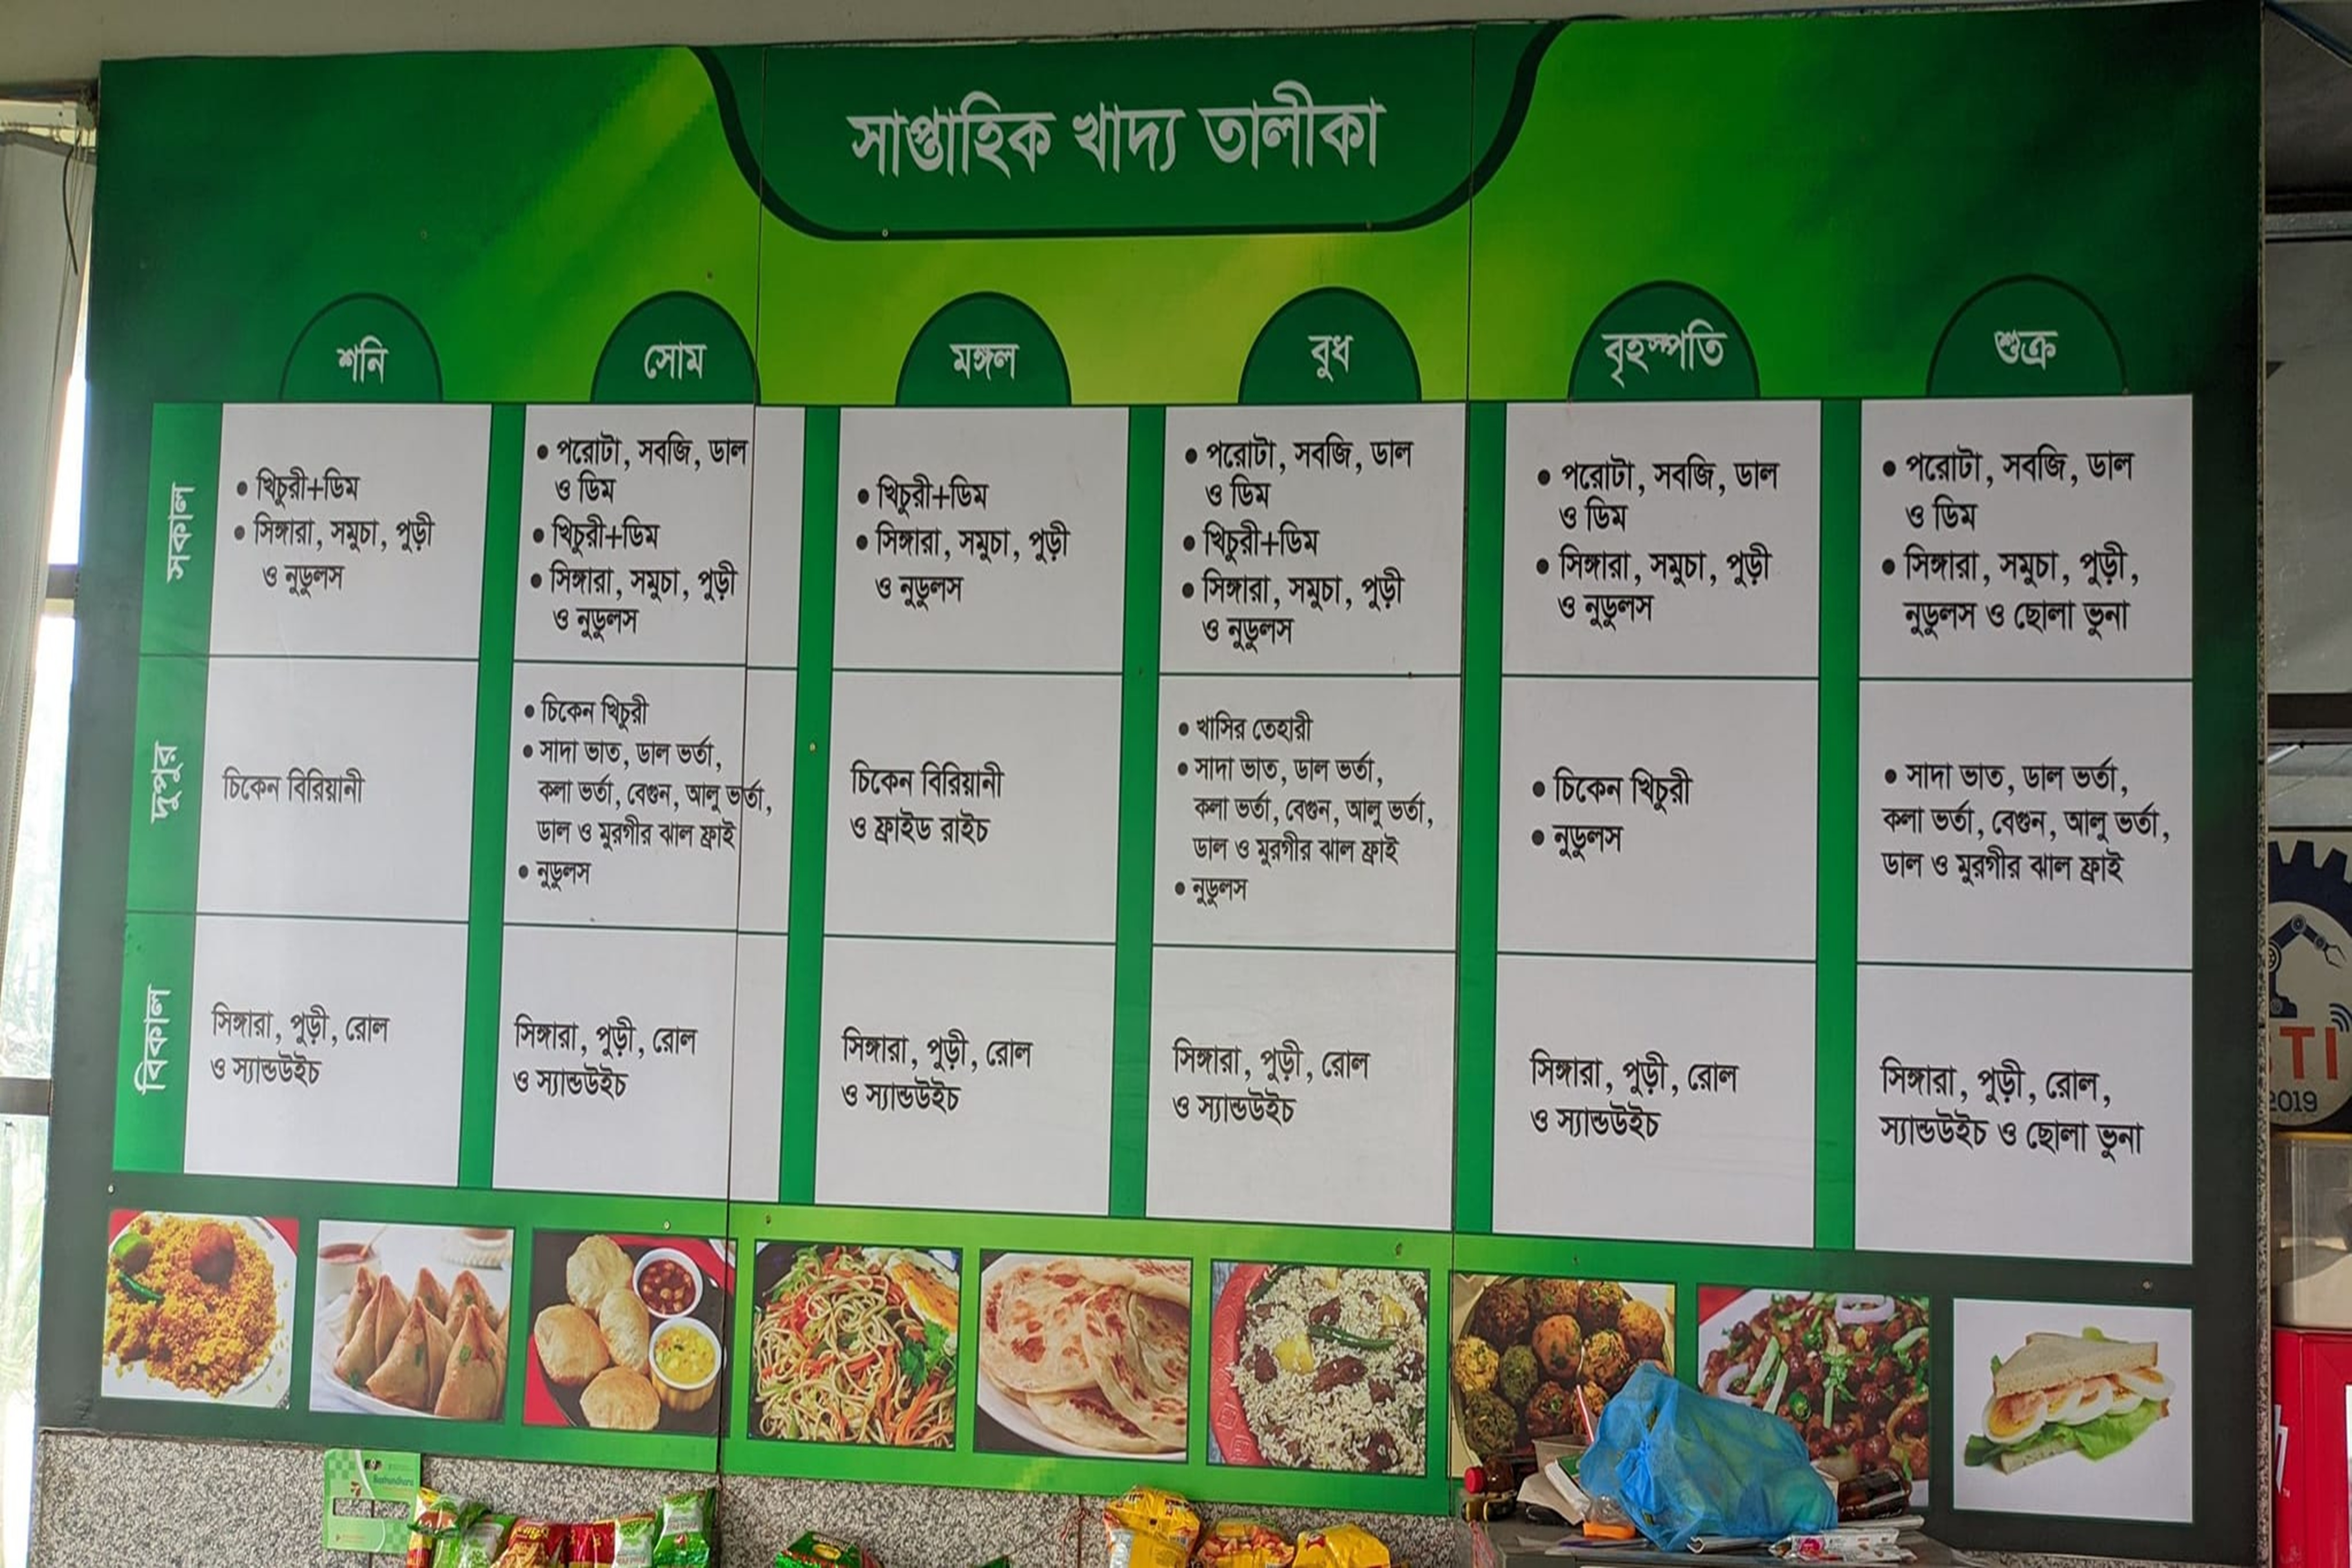 সাপ্তাহিক খাদ্য তালীকা
শনি
সোম
মঙ্গল
বুধ
বৃহস্পতি
শুক্র
সকাল
• খিচুরী+ডিম
• সিঙ্গারা, সমুচা, পুড়ী
ও নুডুলস
• পরোটা, সবজি, ডাল
ও ডিম
• খিচুরী+ডিম
• সিঙ্গারা, সমুচা, পুড়ী
ও নুডুলস
• খিচুরী+ডিম
• সিঙ্গারা, সমুচা, পুড়ী
ও নুডুলস
• পরোটা, সবজি, ডাল
ও ডিম
• খিচুরী+ডিম
• সিঙ্গারা, সমুচা, পুড়ী
ও নুডুলস
• পরোটা, সবজি, ডাল
ও ডিম
• সিঙ্গারা, সমুচা, পুড়ী
ও নুডুলস
• পরোটা, সবজি, ডাল
ও ডিম
• সিঙ্গারা, সমুচা, পুড়ী,
নুডুলস ও ছোলা ভুনা
দুপুর
চিকেন বিরিয়ানী
• চিকেন খিচুরী
• সাদা ভাত, ডাল ভর্তা,
কলা ভর্তা, বেগুন, আলু ভর্তা,
ডাল ও মুরগীর ঝাল ফ্রাই
• নুডুলস
চিকেন বিরিয়ানী
ও ফ্রাইড রাইচ
• খাসির তেহারী
• সাদা ভাত, ডাল ভর্তা,
কলা ভর্তা, বেগুন, আলু ভর্তা,
ডাল ও মুরগীর ঝাল ফ্রাই
• নুডুলস
• চিকেন খিচুরী
• নুডুলস
• সাদা ভাত, ডাল ভর্তা,
কলা ভর্তা, বেগুন, আলু ভর্তা,
ডাল ও মুরগীর ঝাল ফ্রাই
বিকাল
সিঙ্গারা, পুড়ী, রোল
ও স্যান্ডউইচ
সিঙ্গারা, পুড়ী, রোল
ও স্যান্ডউইচ
সিঙ্গারা, পুড়ী, রোল
ও স্যান্ডউইচ
সিঙ্গারা, পুড়ী, রোল
ও স্যান্ডউইচ
সিঙ্গারা, পুড়ী, রোল
ও স্যান্ডউইচ
সিঙ্গারা, পুড়ী, রোল,
স্যান্ডউইচ ও ছোলা ভুনা
2019